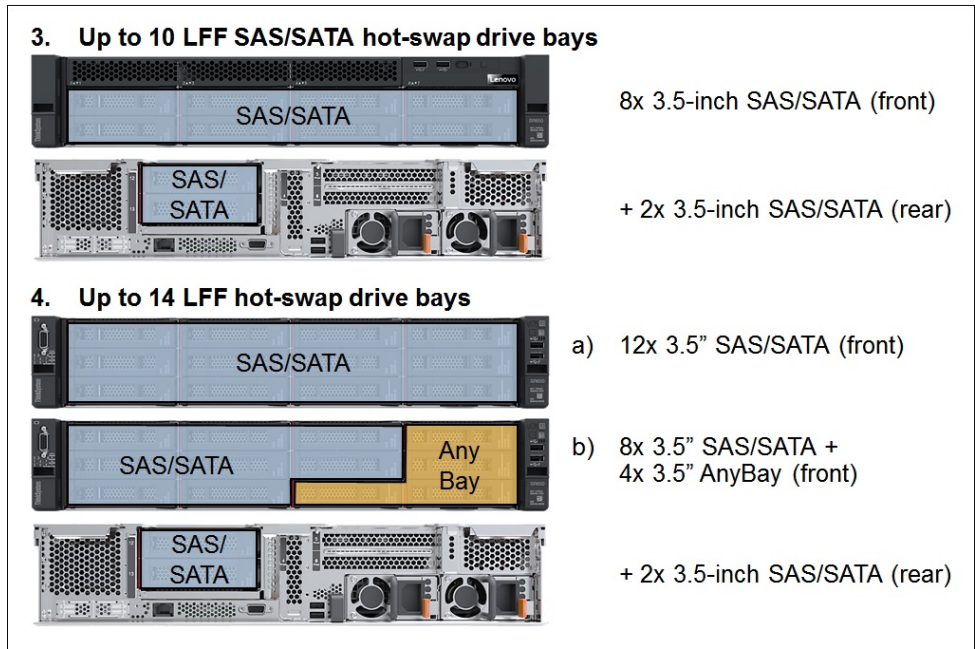 3. Up to 10 LFF SAS/SATA hot-swap drive bays
Lenovo
SAS/SATA
8x 3.5-inch SAS/SATA (front)
SAS/
SATA
+ 2x 3.5-inch SAS/SATA (rear)
4. Up to 14 LFF hot-swap drive bays
SAS/SATA
a) 12x 3.5” SAS/SATA (front)
SAS/SATA
Any
Bay
b) 8x 3.5” SAS/SATA +
4x 3.5” AnyBay (front)
SAS/
SATA
+ 2x 3.5-inch SAS/SATA (rear)